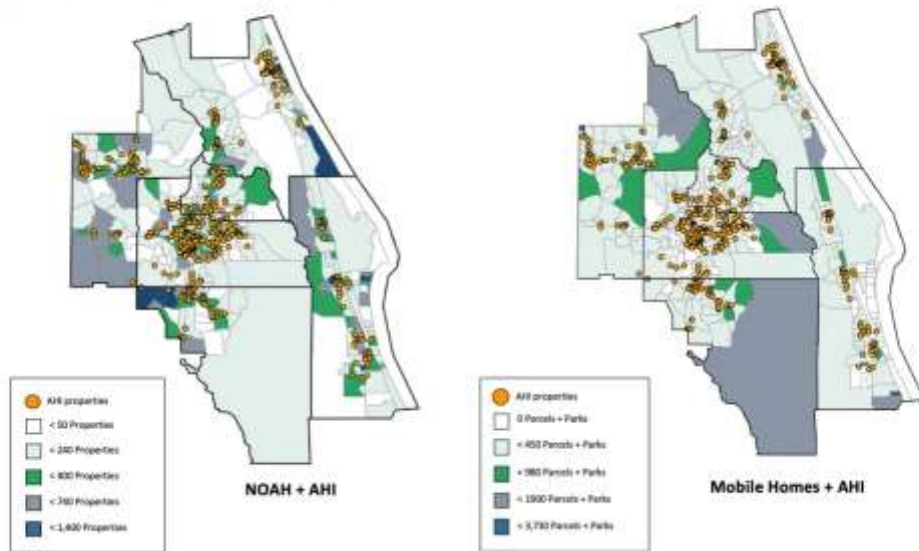 AHI properties
< 50 Properties
< 240 Properties
< 400 Properties
< 740 Properties
< 1,400 Properties
NOAH + AHI
AHI properties
0 Parcels + Parks
< 450 Parcels + Parks
< 980 Parcels + Parks
< 1900 Parcels + Parks
< 3,730 Parcels + Parks
Mobile Homes + AHI